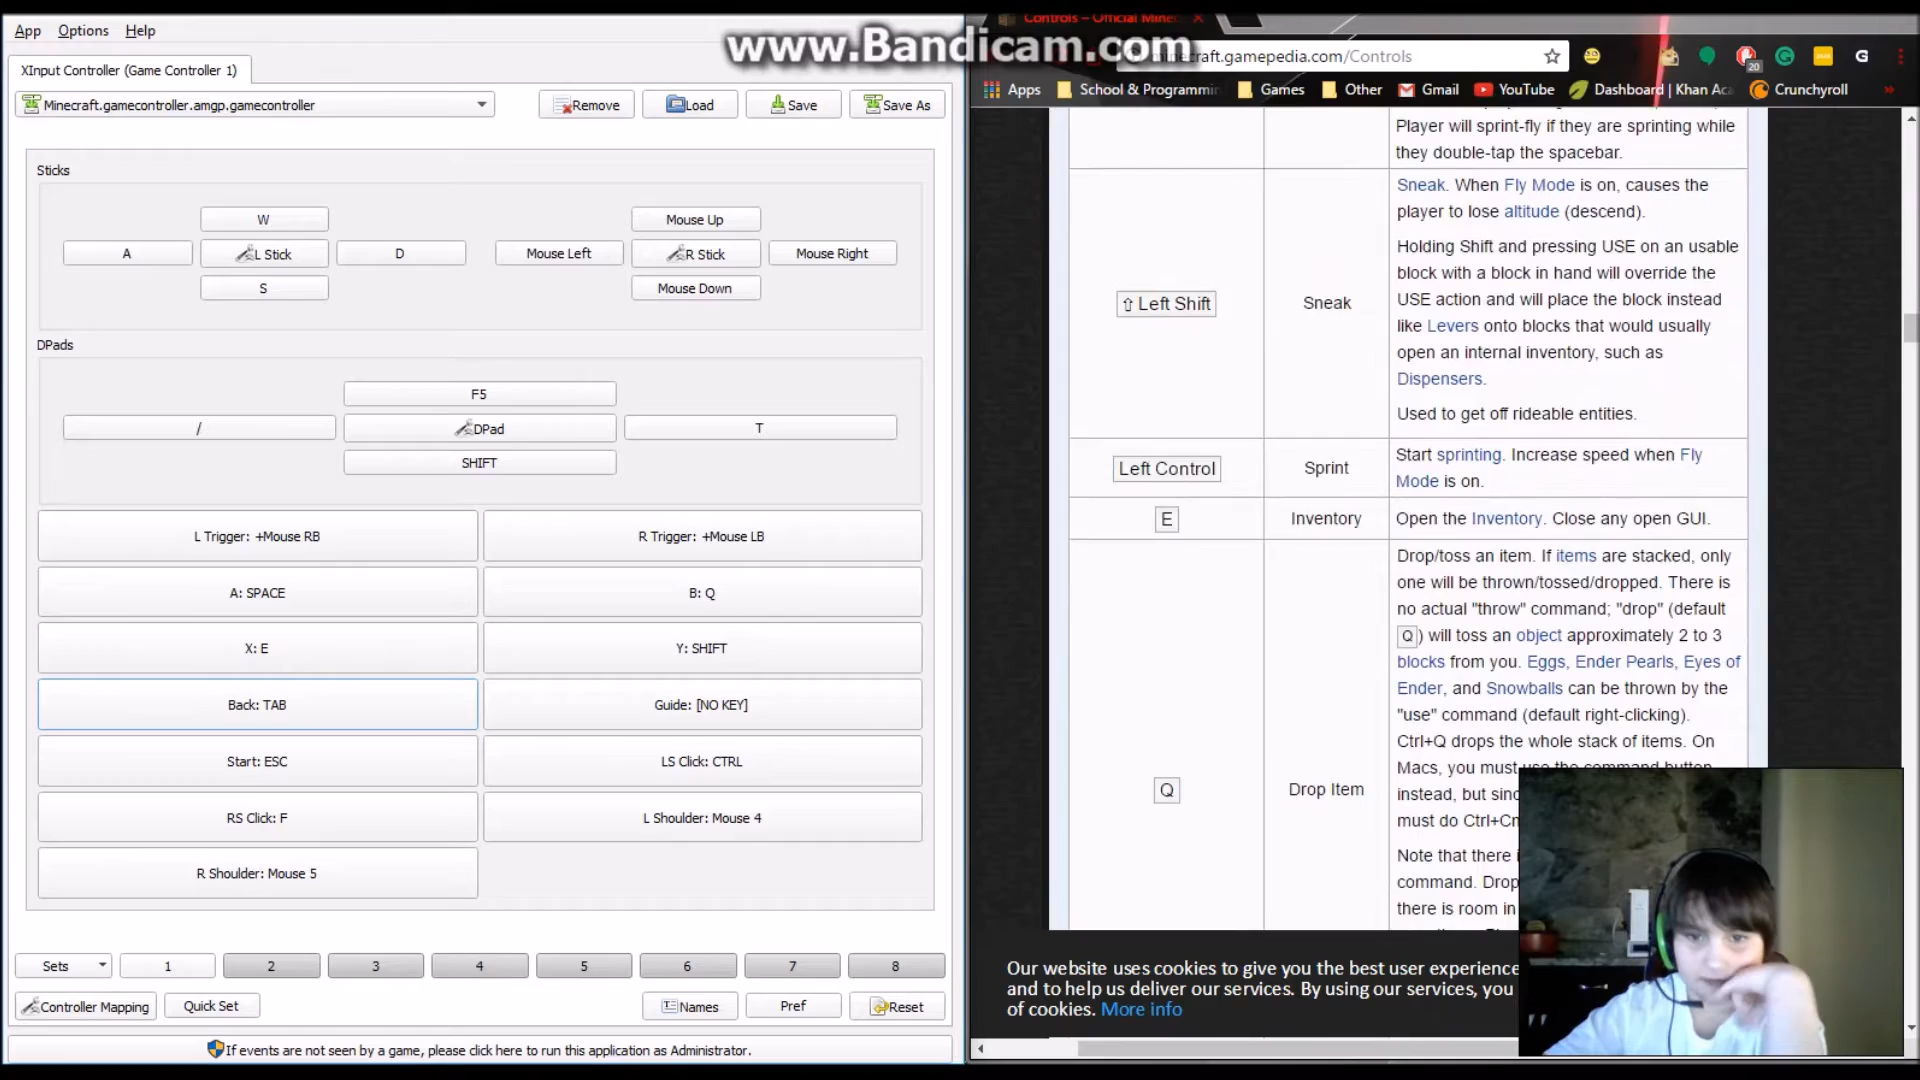 www.Bandicam.com
App Options Help
XInput Controller (Game Controller 1)
Minecraft.gamecontroller.amgp.gamecontroller
Remove Load Save Save As
Sticks
W
A L Stick D
S
Mouse Up
Mouse Left R Stick Mouse Right
Mouse Down
DPads
F5
/ DPad T
SHIFT
L Trigger: +Mouse RB R Trigger: +Mouse LB
A: SPACE B: Q
X: E Y: SHIFT
Back: TAB Guide: [NO KEY]
Start: ESC LS Click: CTRL
RS Click: F L Shoulder: Mouse 4
R Shoulder: Mouse 5
Sets 1 2 3 4 5 6 7 8
Controller Mapping Quick Set Names Pref Reset
If events are not seen by a game, please click here to run this application as Administrator.
Controls – Official Mine
minecraft.gamepedia.com/Controls
20
G
Apps School & Programmin Games Other Gmail YouTube Dashboard | Khan Aca Crunchyroll »
Player will sprint-fly if they are sprinting while
they double-tap the spacebar.
⇧ Left Shift
Sneak
Sneak. When Fly Mode is on, causes the
player to lose altitude (descend).
Holding Shift and pressing USE on an usable
block with a block in hand will override the
USE action and will place the block instead
like Levers onto blocks that would usually
open an internal inventory, such as
Dispensers.
Used to get off rideable entities.
Left Control
Sprint
Start sprinting. Increase speed when Fly
Mode is on.
E
Inventory
Open the Inventory. Close any open GUI.
Q
Drop Item
Drop/toss an item. If items are stacked, only
one will be thrown/tossed/dropped. There is
no actual "throw" command; "drop" (default
Q) will toss an object approximately 2 to 3
blocks from you. Eggs, Ender Pearls, Eyes of
Ender, and Snowballs can be thrown by the
"use" command (default right-clicking).
Ctrl+Q drops the whole stack of items. On
Macs, you must use the command button
instead, but sinc
must do Ctrl+Cm
Note that there i
command. Drop
there is room in
Our website uses cookies to give you the best user experience
and to help us deliver our services. By using our services, you
of cookies. More info